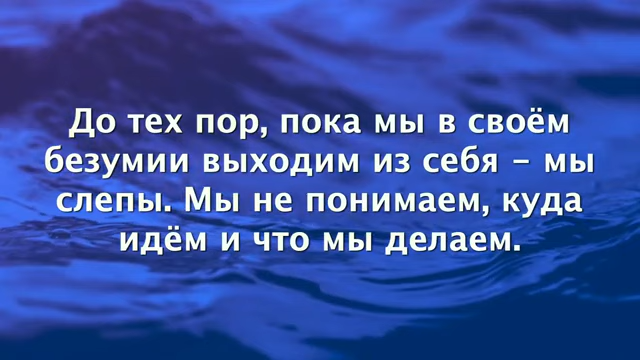 До тех пор, пока мы в своём
безумии выходим из себя – мы
слепы. Мы не понимаем, куда
идём и что мы делаем.